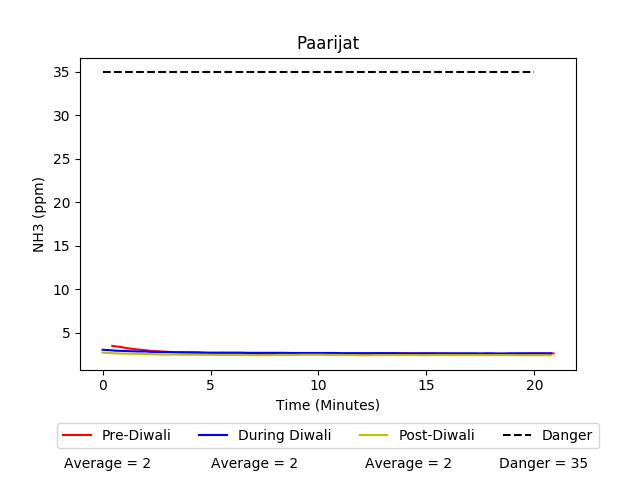 Paarijat
NH3 (ppm)
35
30
25
20
15
10
5
0 5 10 15 20
Time (Minutes)
Pre-Diwali During Diwali Post-Diwali Danger
Average = 2 Average = 2 Average = 2 Danger = 35